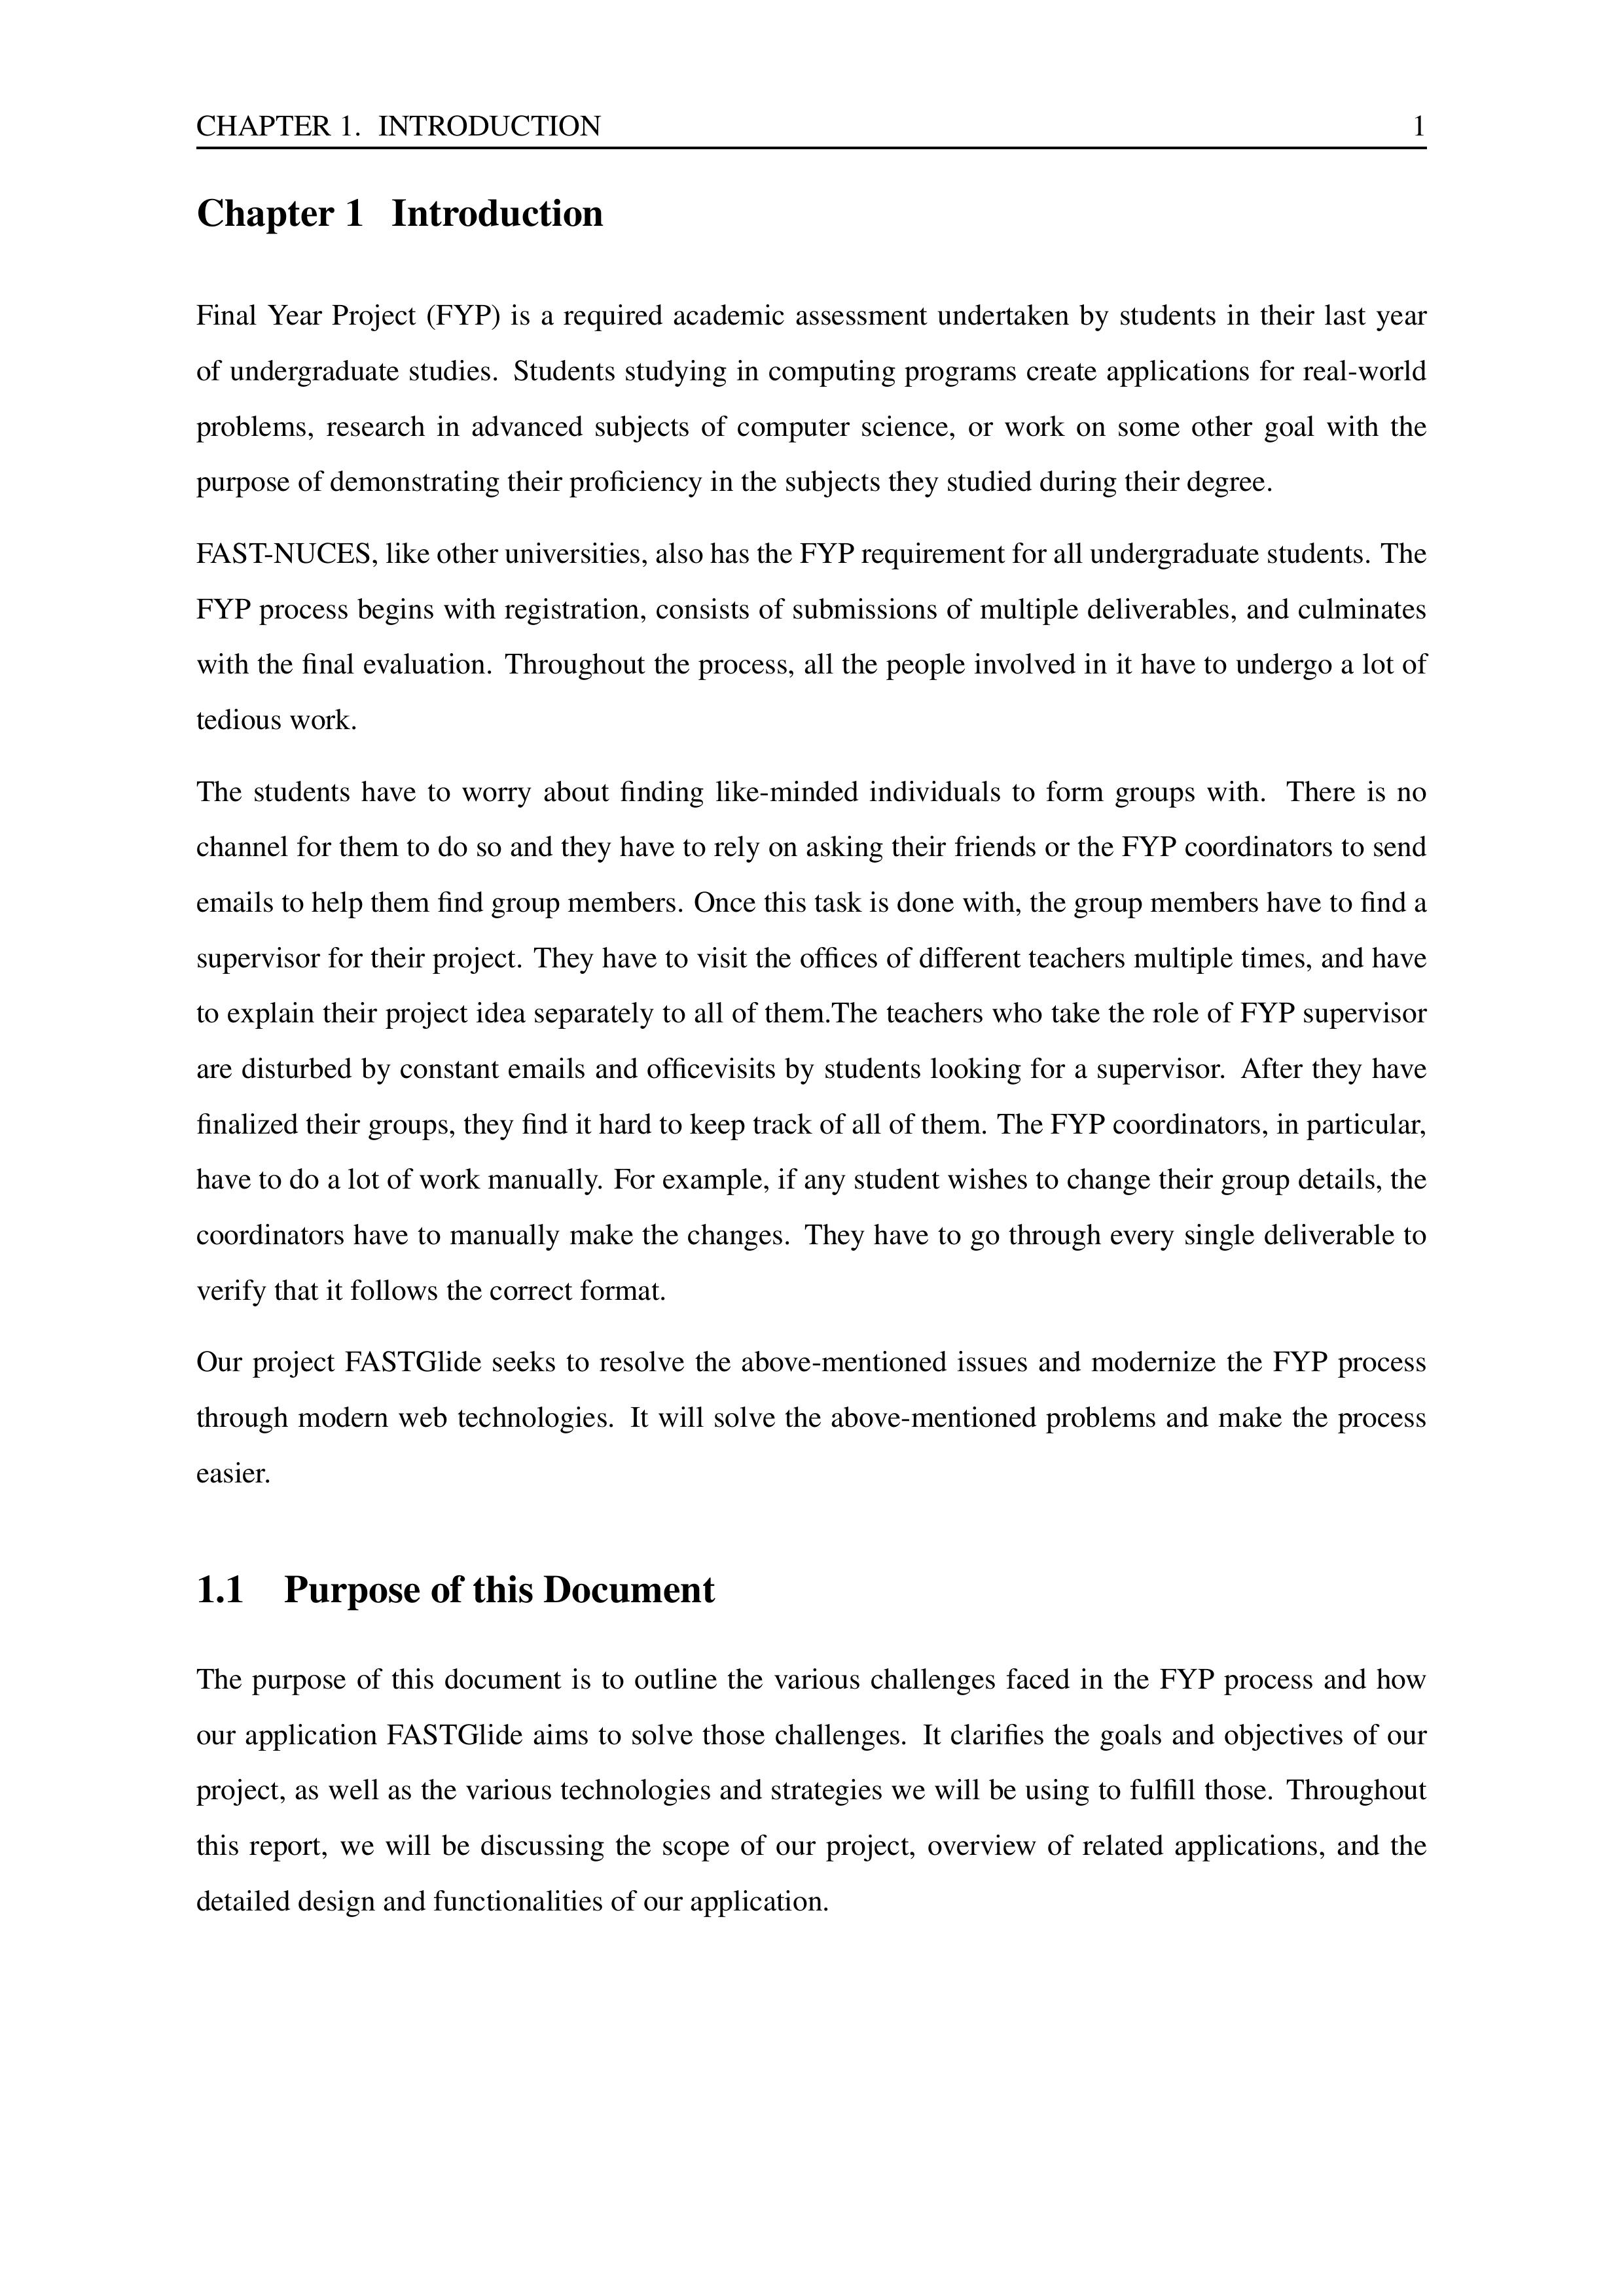 CHAPTER 1. INTRODUCTION 1
Chapter 1 Introduction
Final Year Project (FYP) is a required academic assessment undertaken by students in their last year
of undergraduate studies. Students studying in computing programs create applications for real-world
problems, research in advanced subjects of computer science, or work on some other goal with the
purpose of demonstrating their proficiency in the subjects they studied during their degree.
FAST-NUCES, like other universities, also has the FYP requirement for all undergraduate students. The
FYP process begins with registration, consists of submissions of multiple deliverables, and culminates
with the final evaluation. Throughout the process, all the people involved in it have to undergo a lot of
tedious work.
The students have to worry about finding like-minded individuals to form groups with. There is no
channel for them to do so and they have to rely on asking their friends or the FYP coordinators to send
emails to help them find group members. Once this task is done with, the group members have to find a
supervisor for their project. They have to visit the offices of different teachers multiple times, and have
to explain their project idea separately to all of them.The teachers who take the role of FYP supervisor
are disturbed by constant emails and officevisits by students looking for a supervisor. After they have
finalized their groups, they find it hard to keep track of all of them. The FYP coordinators, in particular,
have to do a lot of work manually. For example, if any student wishes to change their group details, the
coordinators have to manually make the changes. They have to go through every single deliverable to
verify that it follows the correct format.
Our project FASTGlide seeks to resolve the above-mentioned issues and modernize the FYP process
through modern web technologies. It will solve the above-mentioned problems and make the process
easier.
1.1 Purpose of this Document
The purpose of this document is to outline the various challenges faced in the FYP process and how
our application FASTGlide aims to solve those challenges. It clarifies the goals and objectives of our
project, as well as the various technologies and strategies we will be using to fulfill those. Throughout
this report, we will be discussing the scope of our project, overview of related applications, and the
detailed design and functionalities of our application.